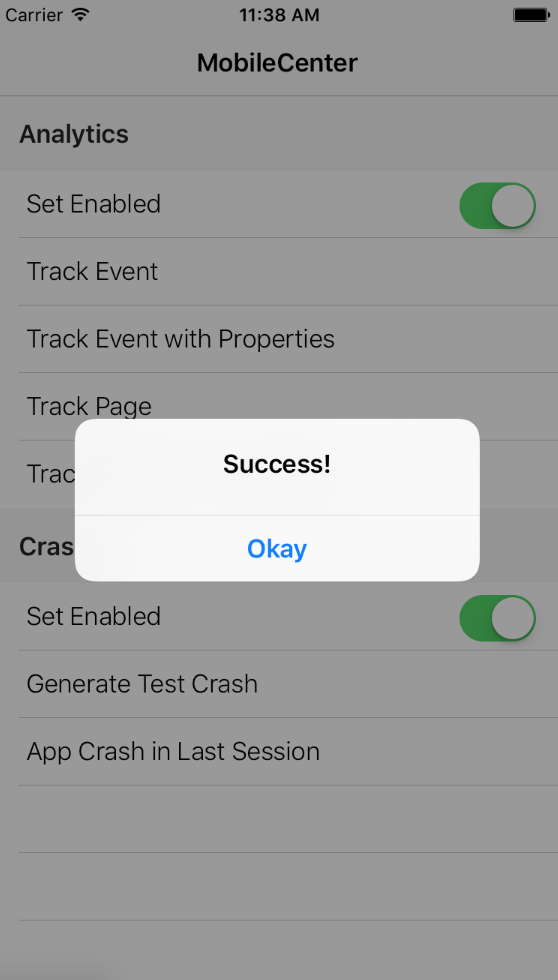 Carrier 11:38 AM
MobileCenter
Analytics
Set Enabled
Track Event
Track Event with Properties
Track Page
Trac
Success!
Okay
Cras
Set Enabled
Generate Test Crash
App Crash in Last Session